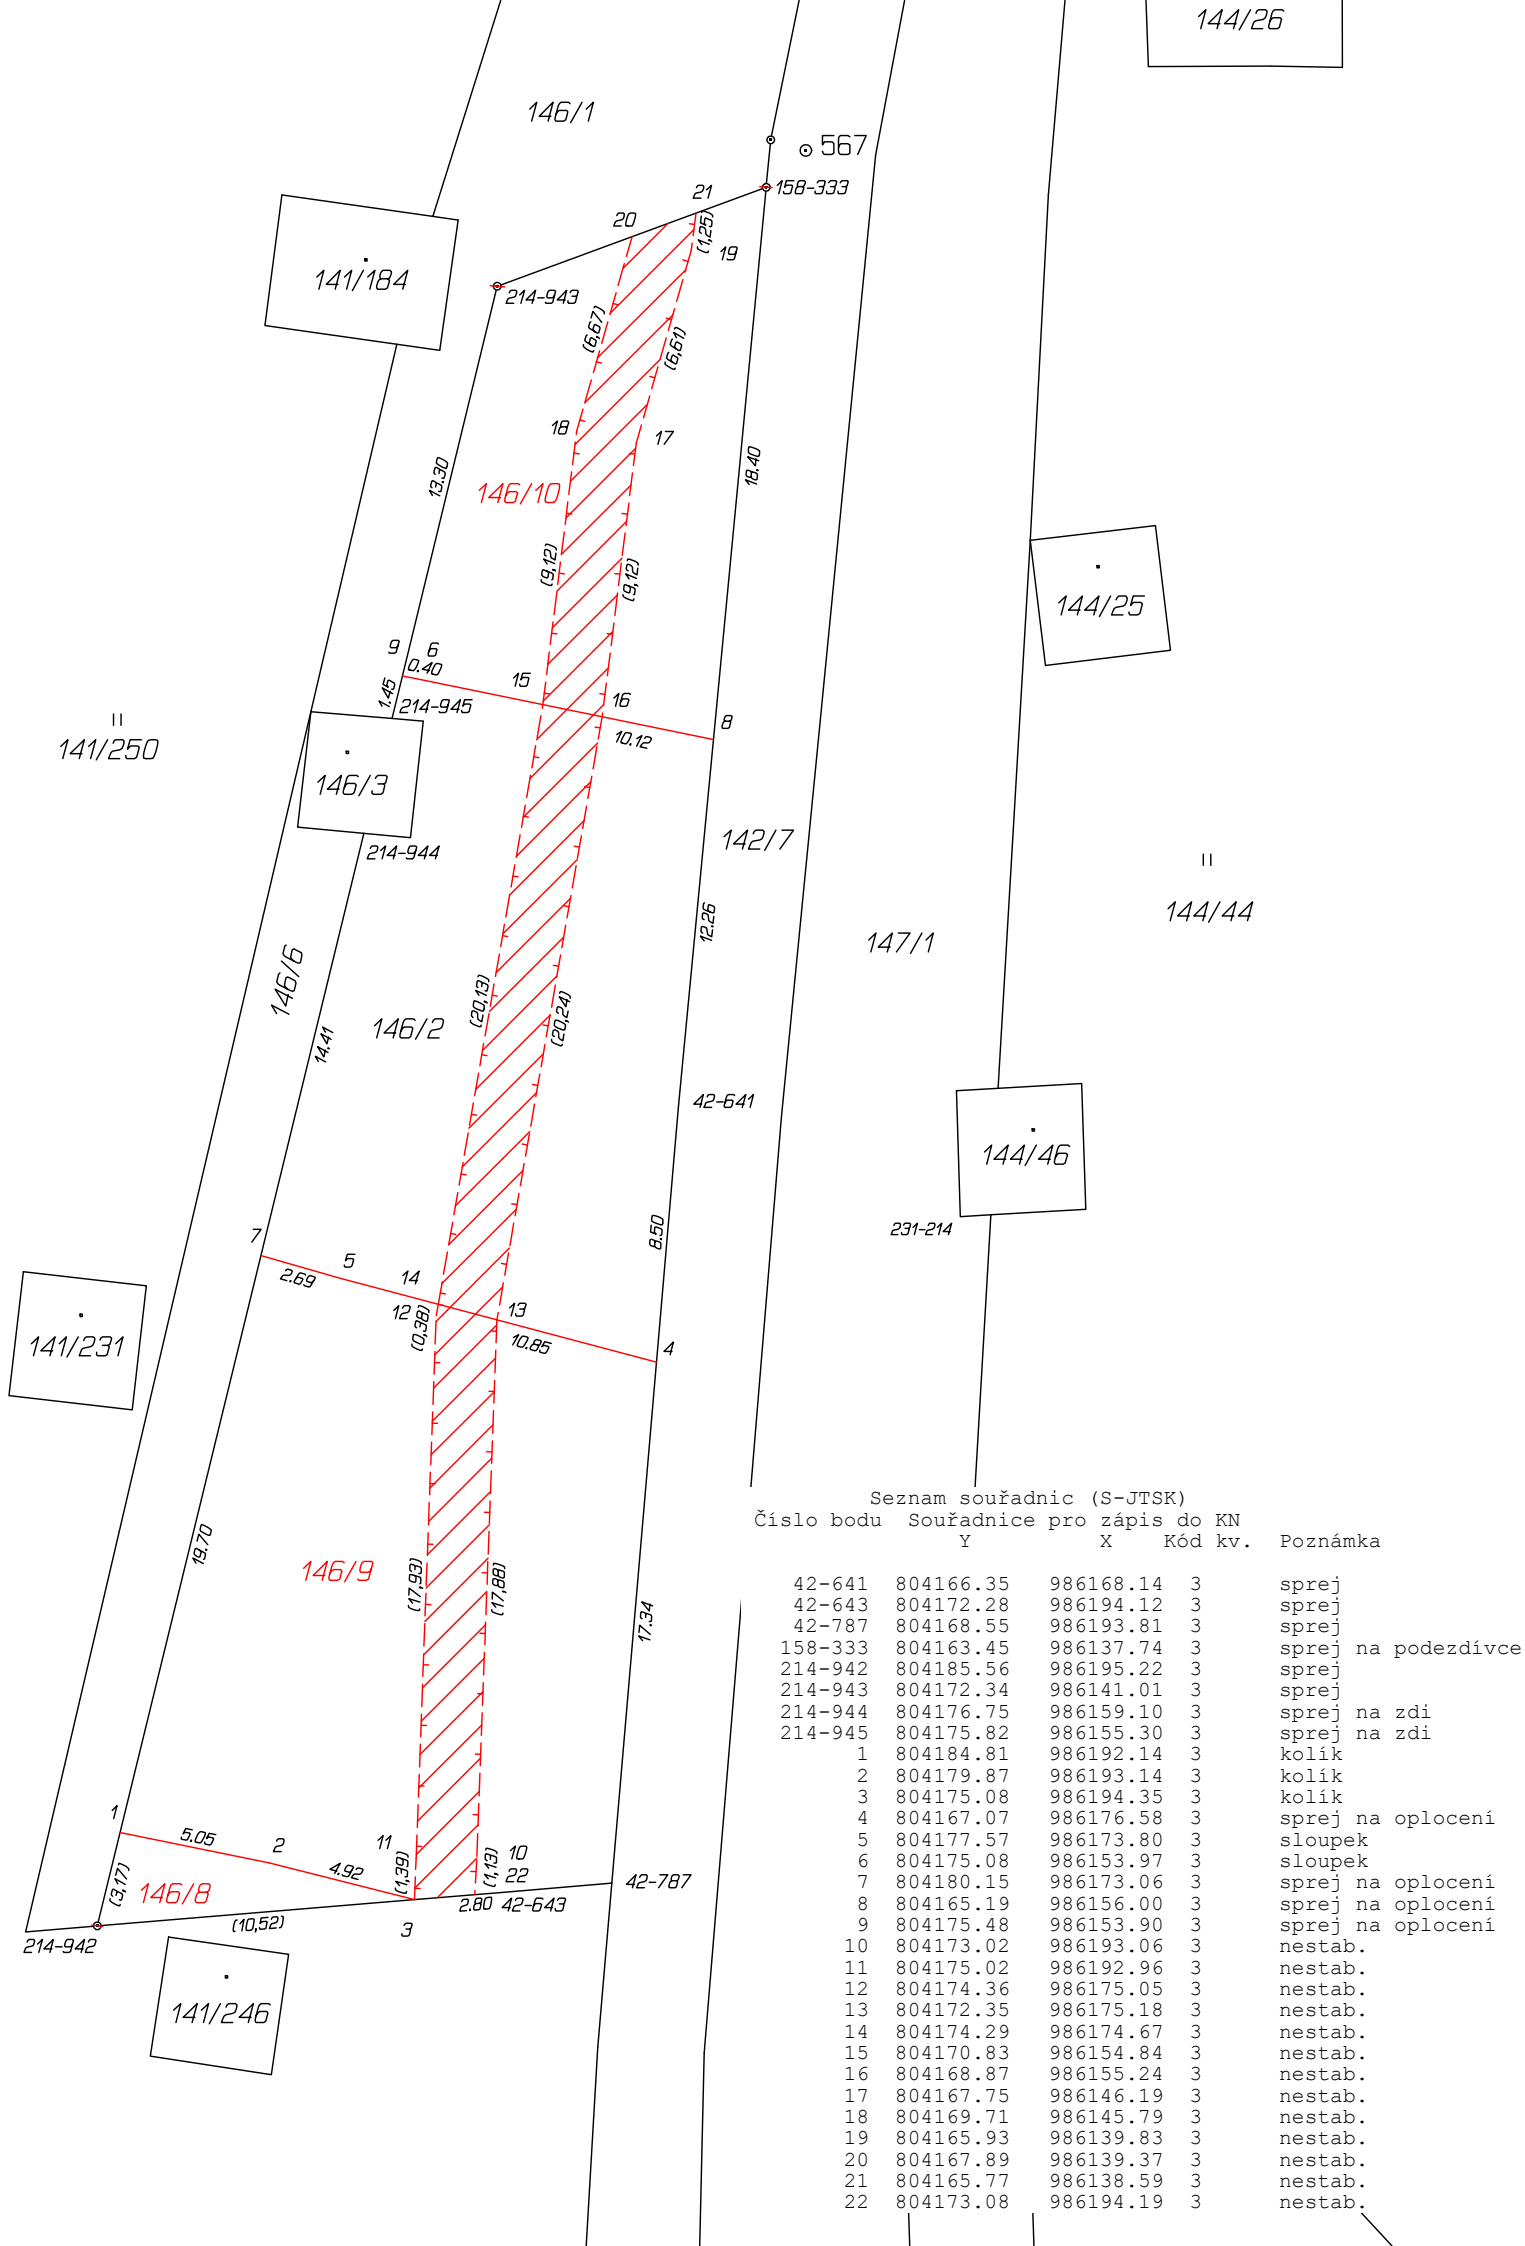 144/26
146/1
567
21
158-333
20
(1,25)
19
141/184
214-943
(6,67)
(6,61)
18
17
13.30
18.40
146/10
(9,12)
(9,12)
144/25
9
6
0.40
15
1.45
214-945
16
8
10.12
141/250
146/3
142/7
214-944
144/44
12.26
147/1
146/6
(20,13)
(20,24)
146/2
14.41
42-641
144/46
231-214
8.50
7
5
2.69
14
12
13
(0,38)
10.85
4
141/231
19.70
146/9
(17,93)
(17,88)
17.34
Seznam souřadnic (S-JTSK)
Číslo bodu Souřadnice pro zápis do KN
Y X Kód kv. Poznámka
42-641 804166.35 986168.14 3 sprej
42-643 804172.28 986194.12 3 sprej
42-787 804168.55 986193.81 3 sprej
158-333 804163.45 986137.74 3 sprej na podezdívce
214-942 804185.56 986195.22 3 sprej
214-943 804172.34 986141.01 3 sprej
214-944 804176.75 986159.10 3 sprej na zdi
214-945 804175.82 986155.30 3 sprej na zdi
1 804184.81 986192.14 3 kolík
2 804179.87 986193.14 3 kolík
3 804175.08 986194.35 3 kolík
4 804167.07 986176.58 3 sprej na oplocení
5 804177.57 986173.80 3 sloupek
6 804175.08 986153.97 3 sloupek
7 804180.15 986173.06 3 sprej na oplocení
8 804165.19 986156.00 3 sprej na oplocení
9 804175.48 986153.90 3 sprej na oplocení
10 804173.02 986193.06 3 nestab.
11 804175.02 986192.96 3 nestab.
12 804174.36 986175.05 3 nestab.
13 804172.35 986175.18 3 nestab.
14 804174.29 986174.67 3 nestab.
15 804170.83 986154.84 3 nestab.
16 804168.87 986155.24 3 nestab.
17 804167.75 986146.19 3 nestab.
18 804169.71 986145.79 3 nestab.
19 804165.93 986139.83 3 nestab.
20 804167.89 986139.37 3 nestab.
21 804165.77 986138.59 3 nestab.
22 804173.08 986194.19 3 nestab.
1
5.05
2
11
4.92
(1,39)
(1,13)
10
22
(3,17)
146/8
42-787
2.80
42-643
(10,52)
3
214-942
141/246